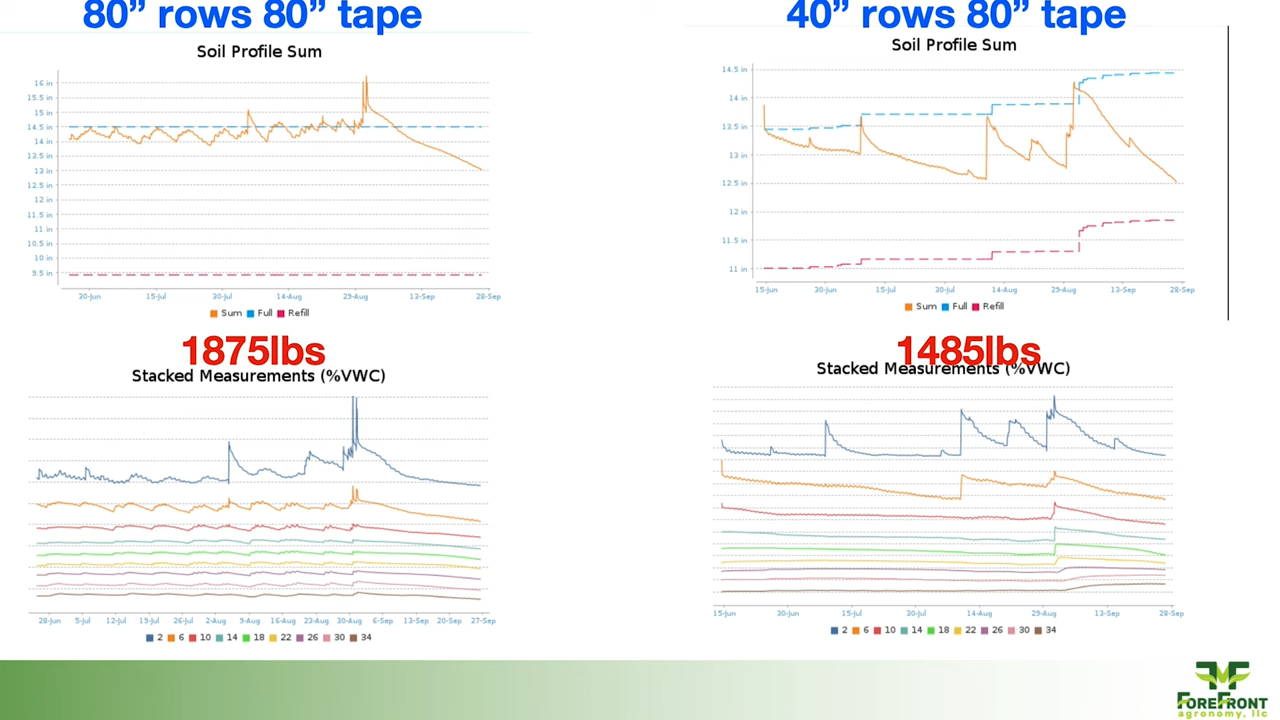 80” rows 80” tape
Soil Profile Sum
16 in
15.5 in
15 in
14.5 in
14 in
13.5 in
13 in
12.5 in
12 in
11.5 in
11 in
10.5 in
10 in
9.5 in
30-Jun 15-Jul 30-Jul 14-Aug 29-Aug 13-Sep 28-Sep
Sum Full Refill
1875lbs
Stacked Measurements (%VWC)
28-Jun 5-Jul 12-Jul 19-Jul 26-Jul 2-Aug 9-Aug 16-Aug 23-Aug 30-Aug 6-Sep 13-Sep 20-Sep 27-Sep
2 6 10 14 18 22 26 30 34
40” rows 80” tape
Soil Profile Sum
14.5 in
14 in
13.5 in
13 in
12.5 in
12 in
11.5 in
11 in
15-Jun 30-Jun 15-Jul 30-Jul 14-Aug 29-Aug 13-Sep 28-Sep
Sum Full Refill
1485lbs
Stacked Measurements (%VWC)
15-Jun 30-Jun 15-Jul 30-Jul 14-Aug 29-Aug 13-Sep 28-Sep
2 6 10 14 18 22 26 30 34
FOREFRONT
agronomy, llc